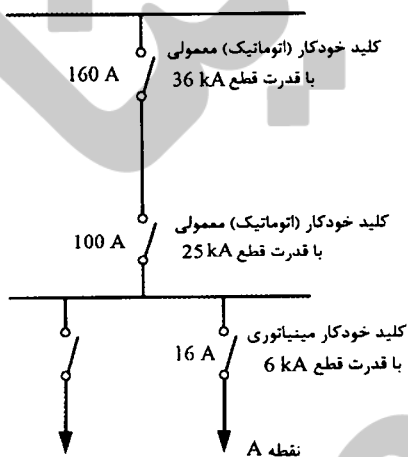 کلید خودکار (اتوماتیک) معمولی
160 A
با قدرت قطع 36 kA
کلید خودکار (اتوماتیک) معمولی
100 A
با قدرت قطع 25 kA
کلید خودکار مینیاتوری
16 A
با قدرت قطع 6 kA
نقطه A